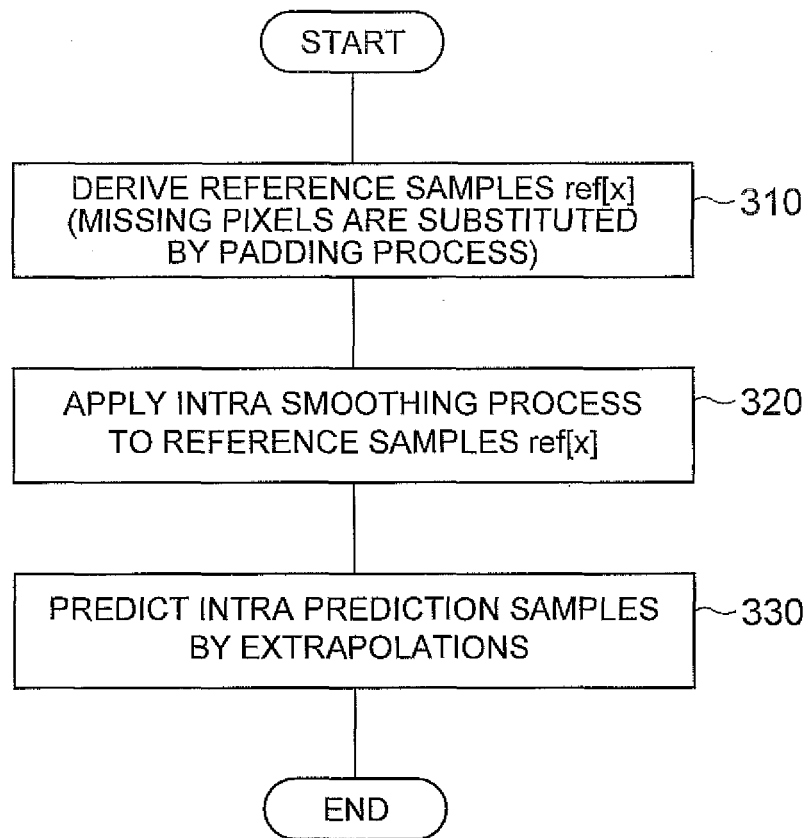 START
DERIVE REFERENCE SAMPLES ref[x]
(MISSING PIXELS ARE SUBSTITUTED
BY PADDING PROCESS)
310
APPLY INTRA SMOOTHING PROCESS
TO REFERENCE SAMPLES ref[x]
320
PREDICT INTRA PREDICTION SAMPLES
BY EXTRAPOLATIONS
330
END